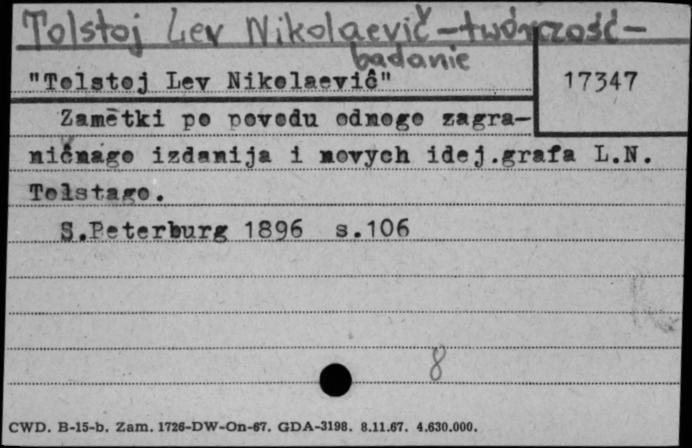 Tolstoj Lev Nikolaevič – twórczość –
badanie
"Tolstoj Lev Nikolaevič" 17347
Zamětki po povodu odnogo zagra-
ničnago izdanija i novych idej.grafa L.N.
Tolstago.
S.Peterburg 1896 s.106
8
CWD. B-15-b. Zam. 1726-DW-On-67. GDA-3198. 8.11.67. 4.630.000.